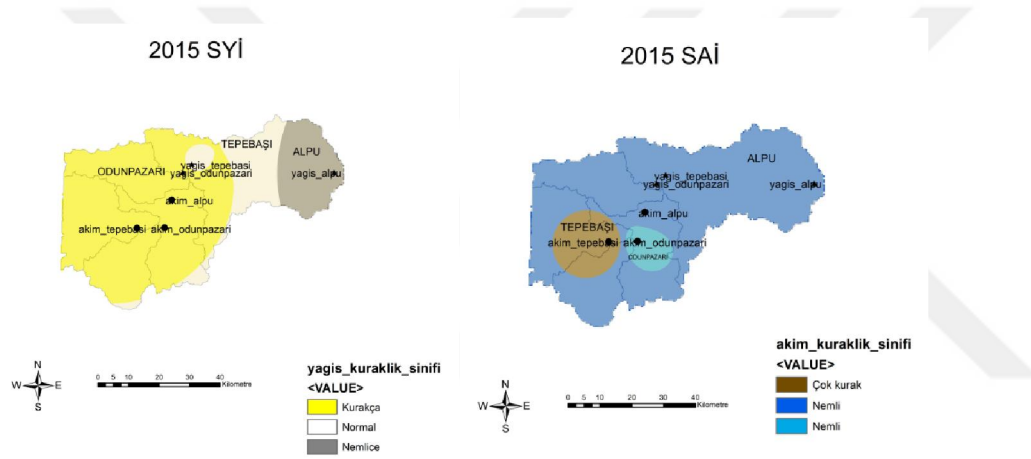 2015 SYİ
TEPEBAŞI
ALPU
ODUNPAZARI
yagis_tepebasi
yagis_odunpazari
yagis_alpu
akim_alpu
akim_tepebasi
akim_odunpazari
N
W E
S
0 5 10 20 30 40
Kilometre
yagis_kuraklik_sinifi
<VALUE>
Kurakça
Normal
Nemlice
2015 SAİ
ALPU
yagis_tepebasi
yagis_odunpazari
yagis_alpu
akim_alpu
TEPEBAŞI
akim_tepebasi
akim_odunpazari
ODUNPAZARI
N
W E
S
0 5 10 20 30 40
Kilometre
akim_kuraklik_sinifi
<VALUE>
Çok kurak
Nemli
Nemli